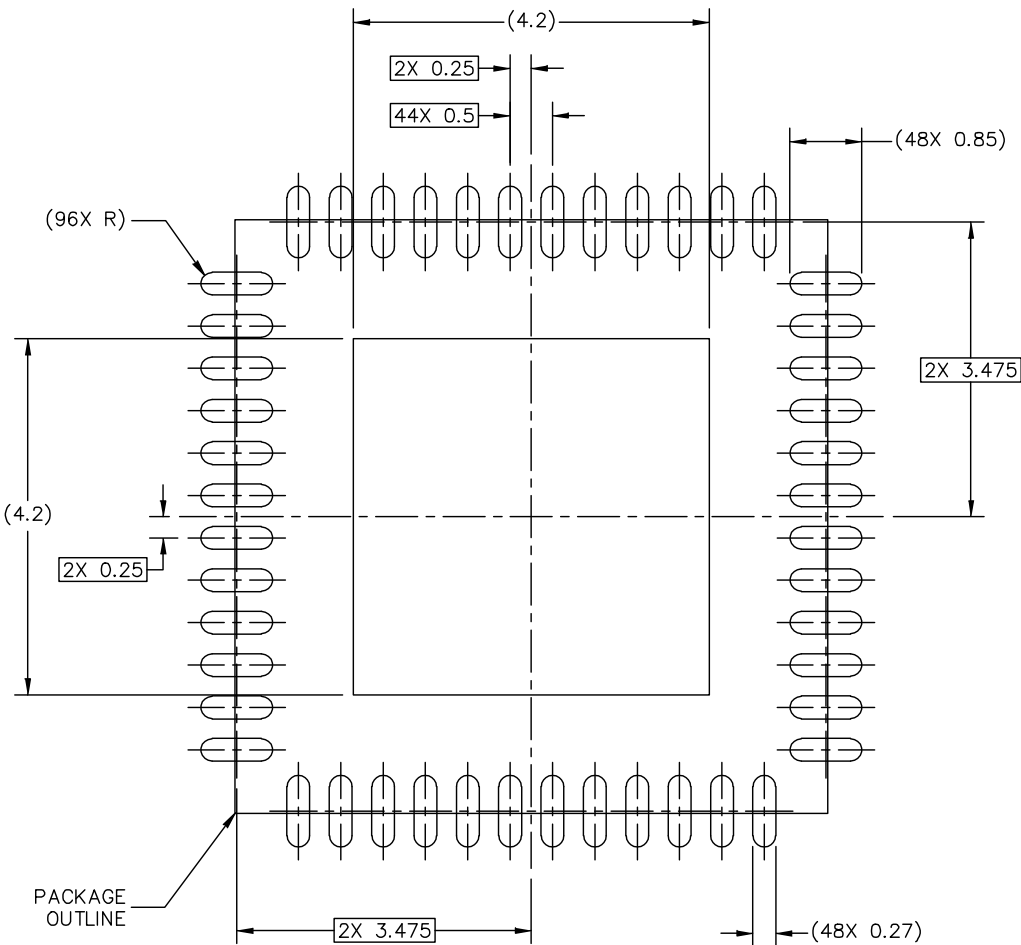 (4.2)
2X 0.25
44X 0.5
(48X 0.85)
(96X R)
2X 3.475
(4.2)
2X 0.25
PACKAGE
OUTLINE
2X 3.475
(48X 0.27)